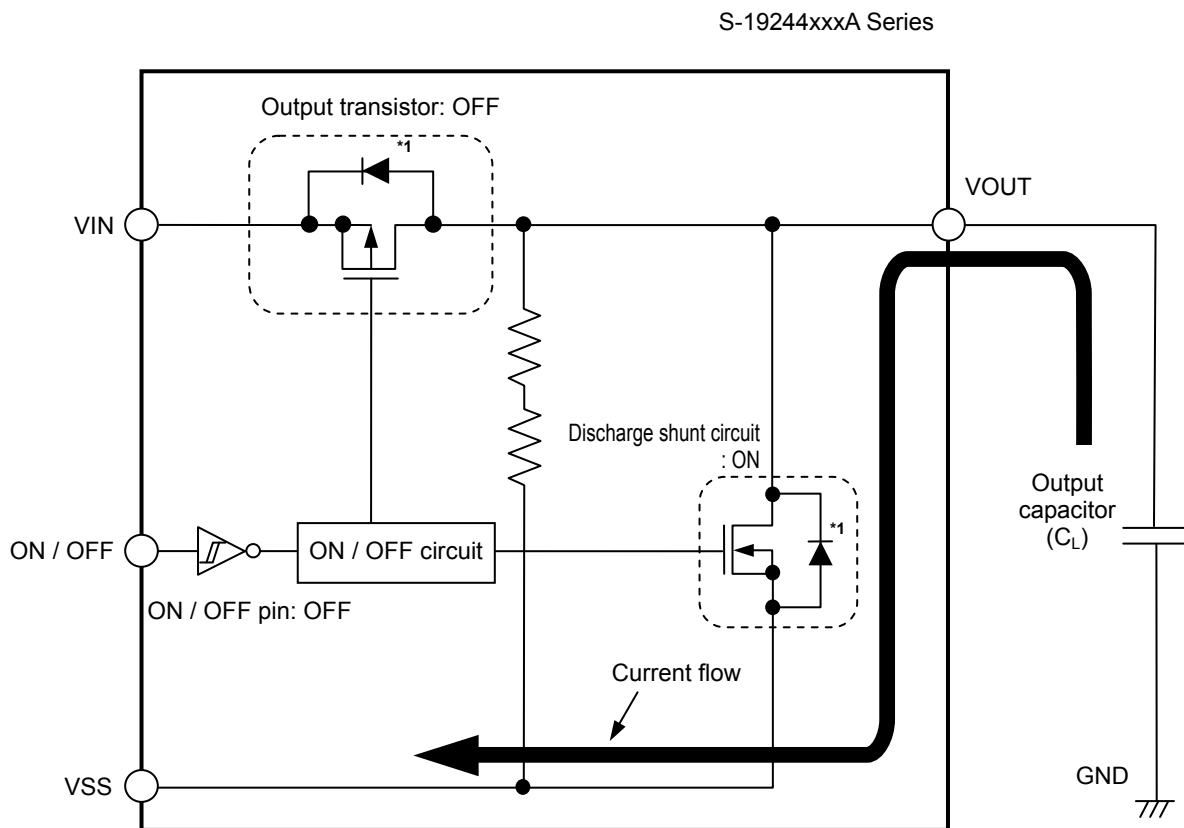 S-19244xxxA Series
Output transistor: OFF
*1
VIN
VOUT
Discharge shunt circuit
: ON
*1
Output
capacitor
(CL)
ON / OFF
ON / OFF circuit
ON / OFF pin: OFF
Current flow
VSS
GND